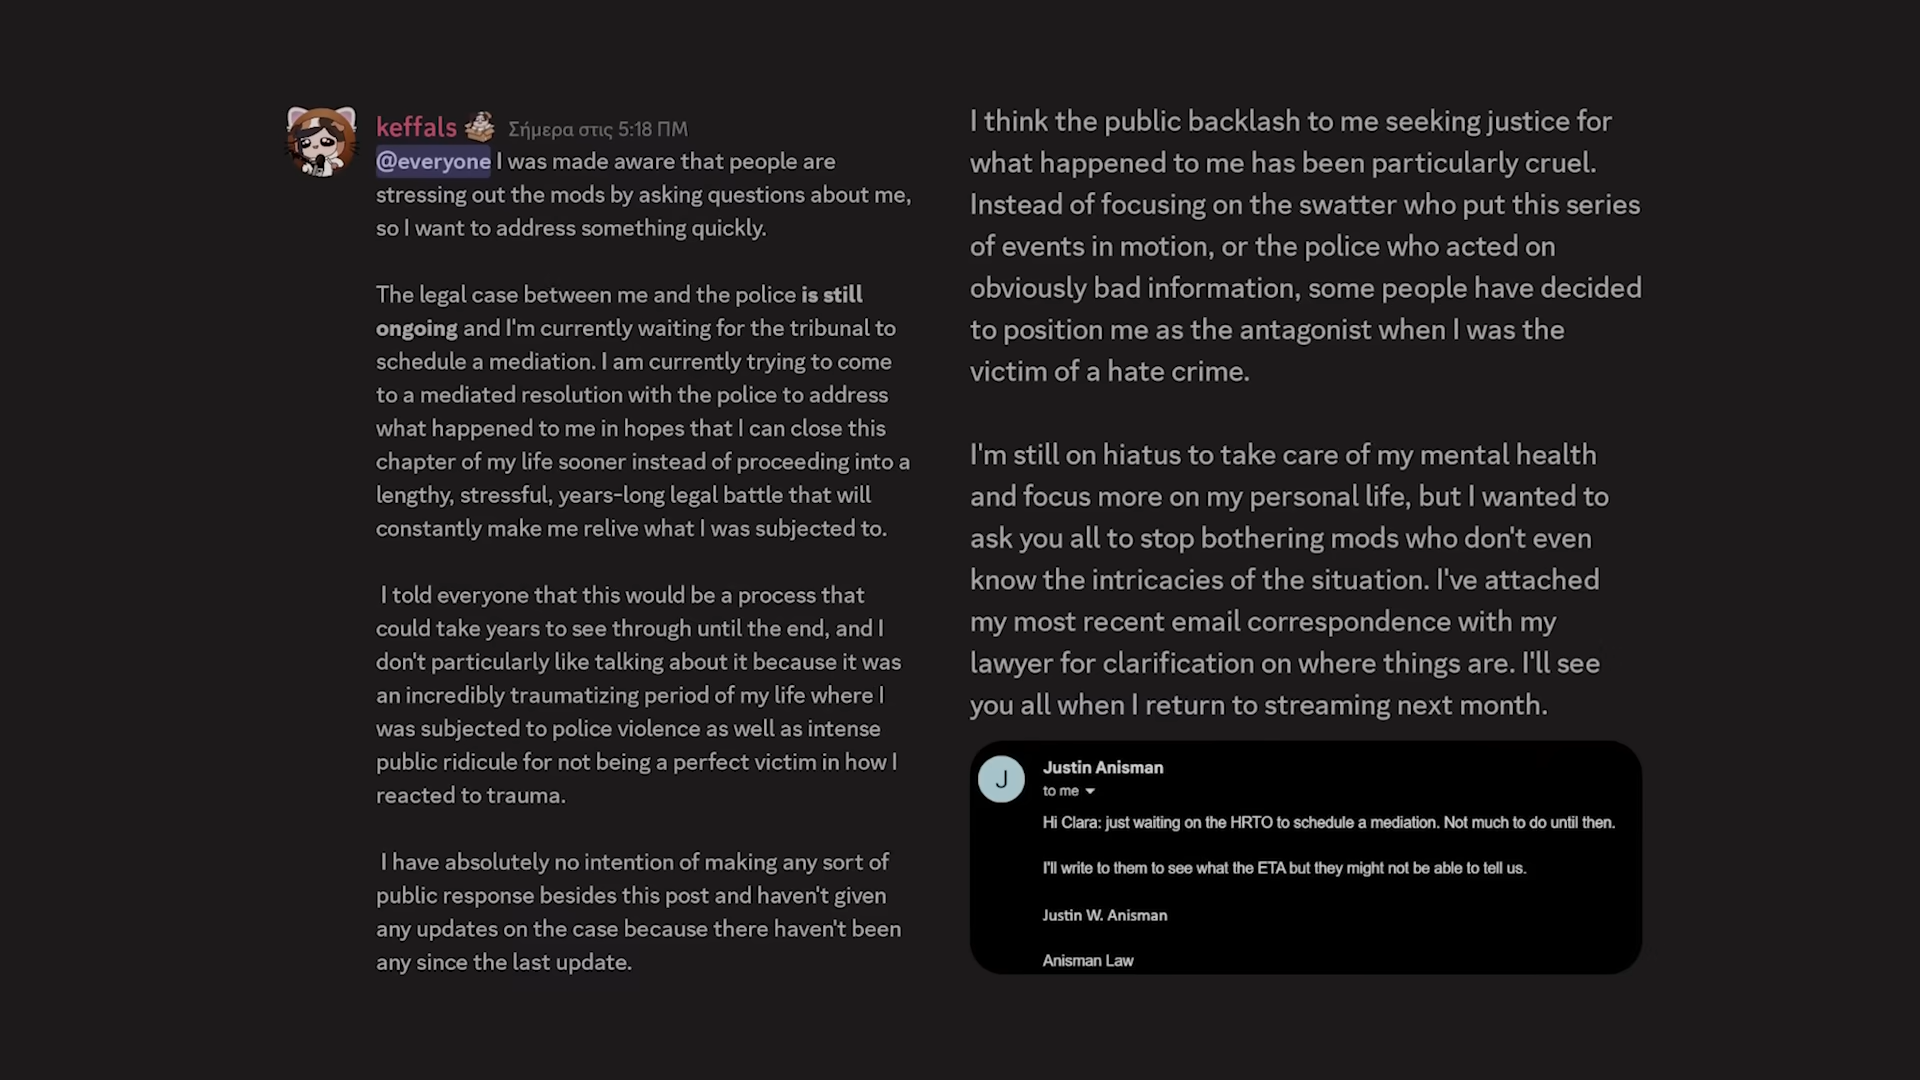 keffals Σήμερα στις 5:18 ΠΜ
@everyone I was made aware that people are
stressing out the mods by asking questions about me,
so I want to address something quickly.
The legal case between me and the police is still
ongoing and I'm currently waiting for the tribunal to
schedule a mediation. I am currently trying to come
to a mediated resolution with the police to address
what happened to me in hopes that I can close this
chapter of my life sooner instead of proceeding into a
lengthy, stressful, years-long legal battle that will
constantly make me relive what I was subjected to.
I told everyone that this would be a process that
could take years to see through until the end, and I
don't particularly like talking about it because it was
an incredibly traumatizing period of my life where I
was subjected to police violence as well as intense
public ridicule for not being a perfect victim in how I
reacted to trauma.
I have absolutely no intention of making any sort of
public response besides this post and haven't given
any updates on the case because there haven't been
any since the last update.
I think the public backlash to me seeking justice for
what happened to me has been particularly cruel.
Instead of focusing on the swatter who put this series
of events in motion, or the police who acted on
obviously bad information, some people have decided
to position me as the antagonist when I was the
victim of a hate crime.
I'm still on hiatus to take care of my mental health
and focus more on my personal life, but I wanted to
ask you all to stop bothering mods who don't even
know the intricacies of the situation. I've attached
my most recent email correspondence with my
lawyer for clarification on where things are. I'll see
you all when I return to streaming next month.
J
Justin Anisman
to me
Hi Clara: just waiting on the HRTO to schedule a mediation. Not much to do until then.
I'll write to them to see what the ETA but they might not be able to tell us.
Justin W. Anisman
Anisman Law